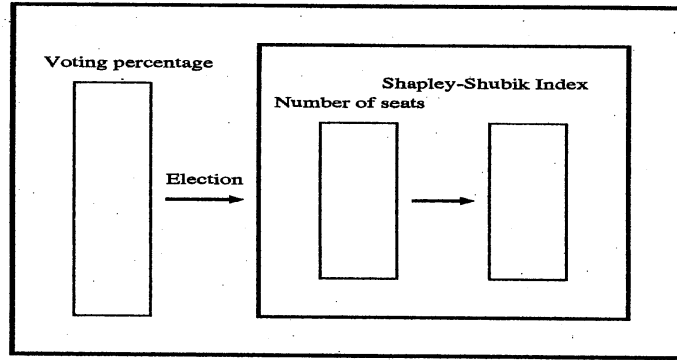 Voting percentage
Shapley-Shubik Index
Number of seats
Election